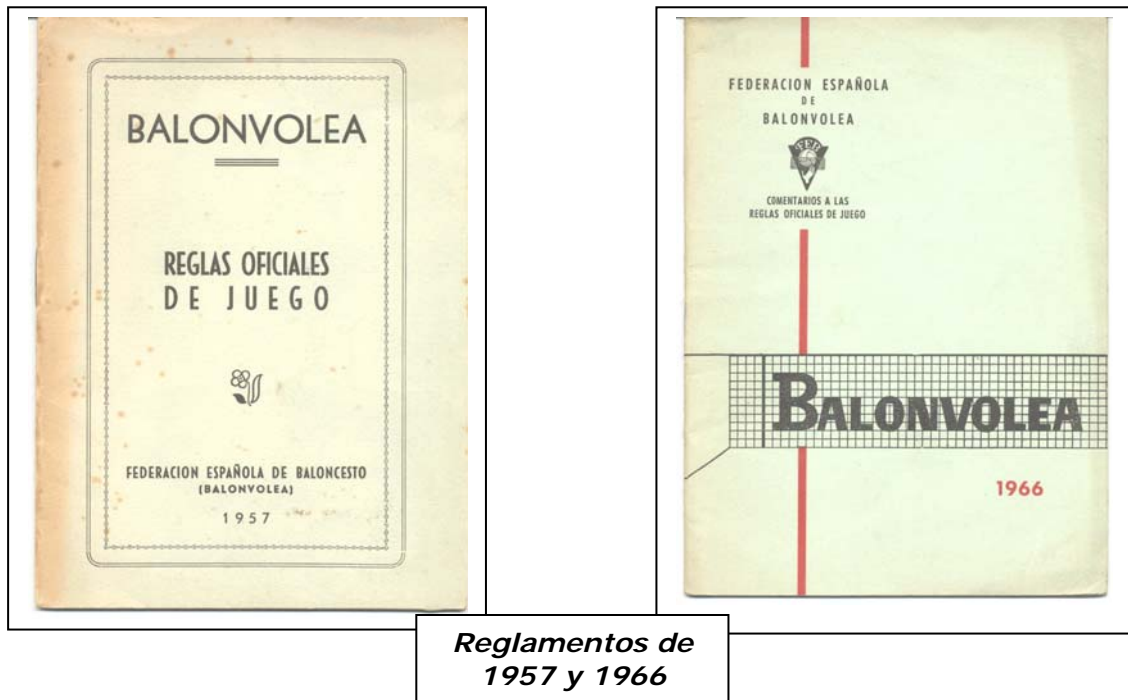 BALONVOLEA
REGLAS OFICIALES
DE JUEGO
FEDERACION ESPAÑOLA DE BALONCESTO
(BALONVOLEA)
1957
FEDERACION ESPAÑOLA
DE
BALONVOLEA
COMENTARIOS A LAS
REGLAS OFICIALES DE JUEGO
BALONVOLEA
1966
Reglamentos de
1957 y 1966